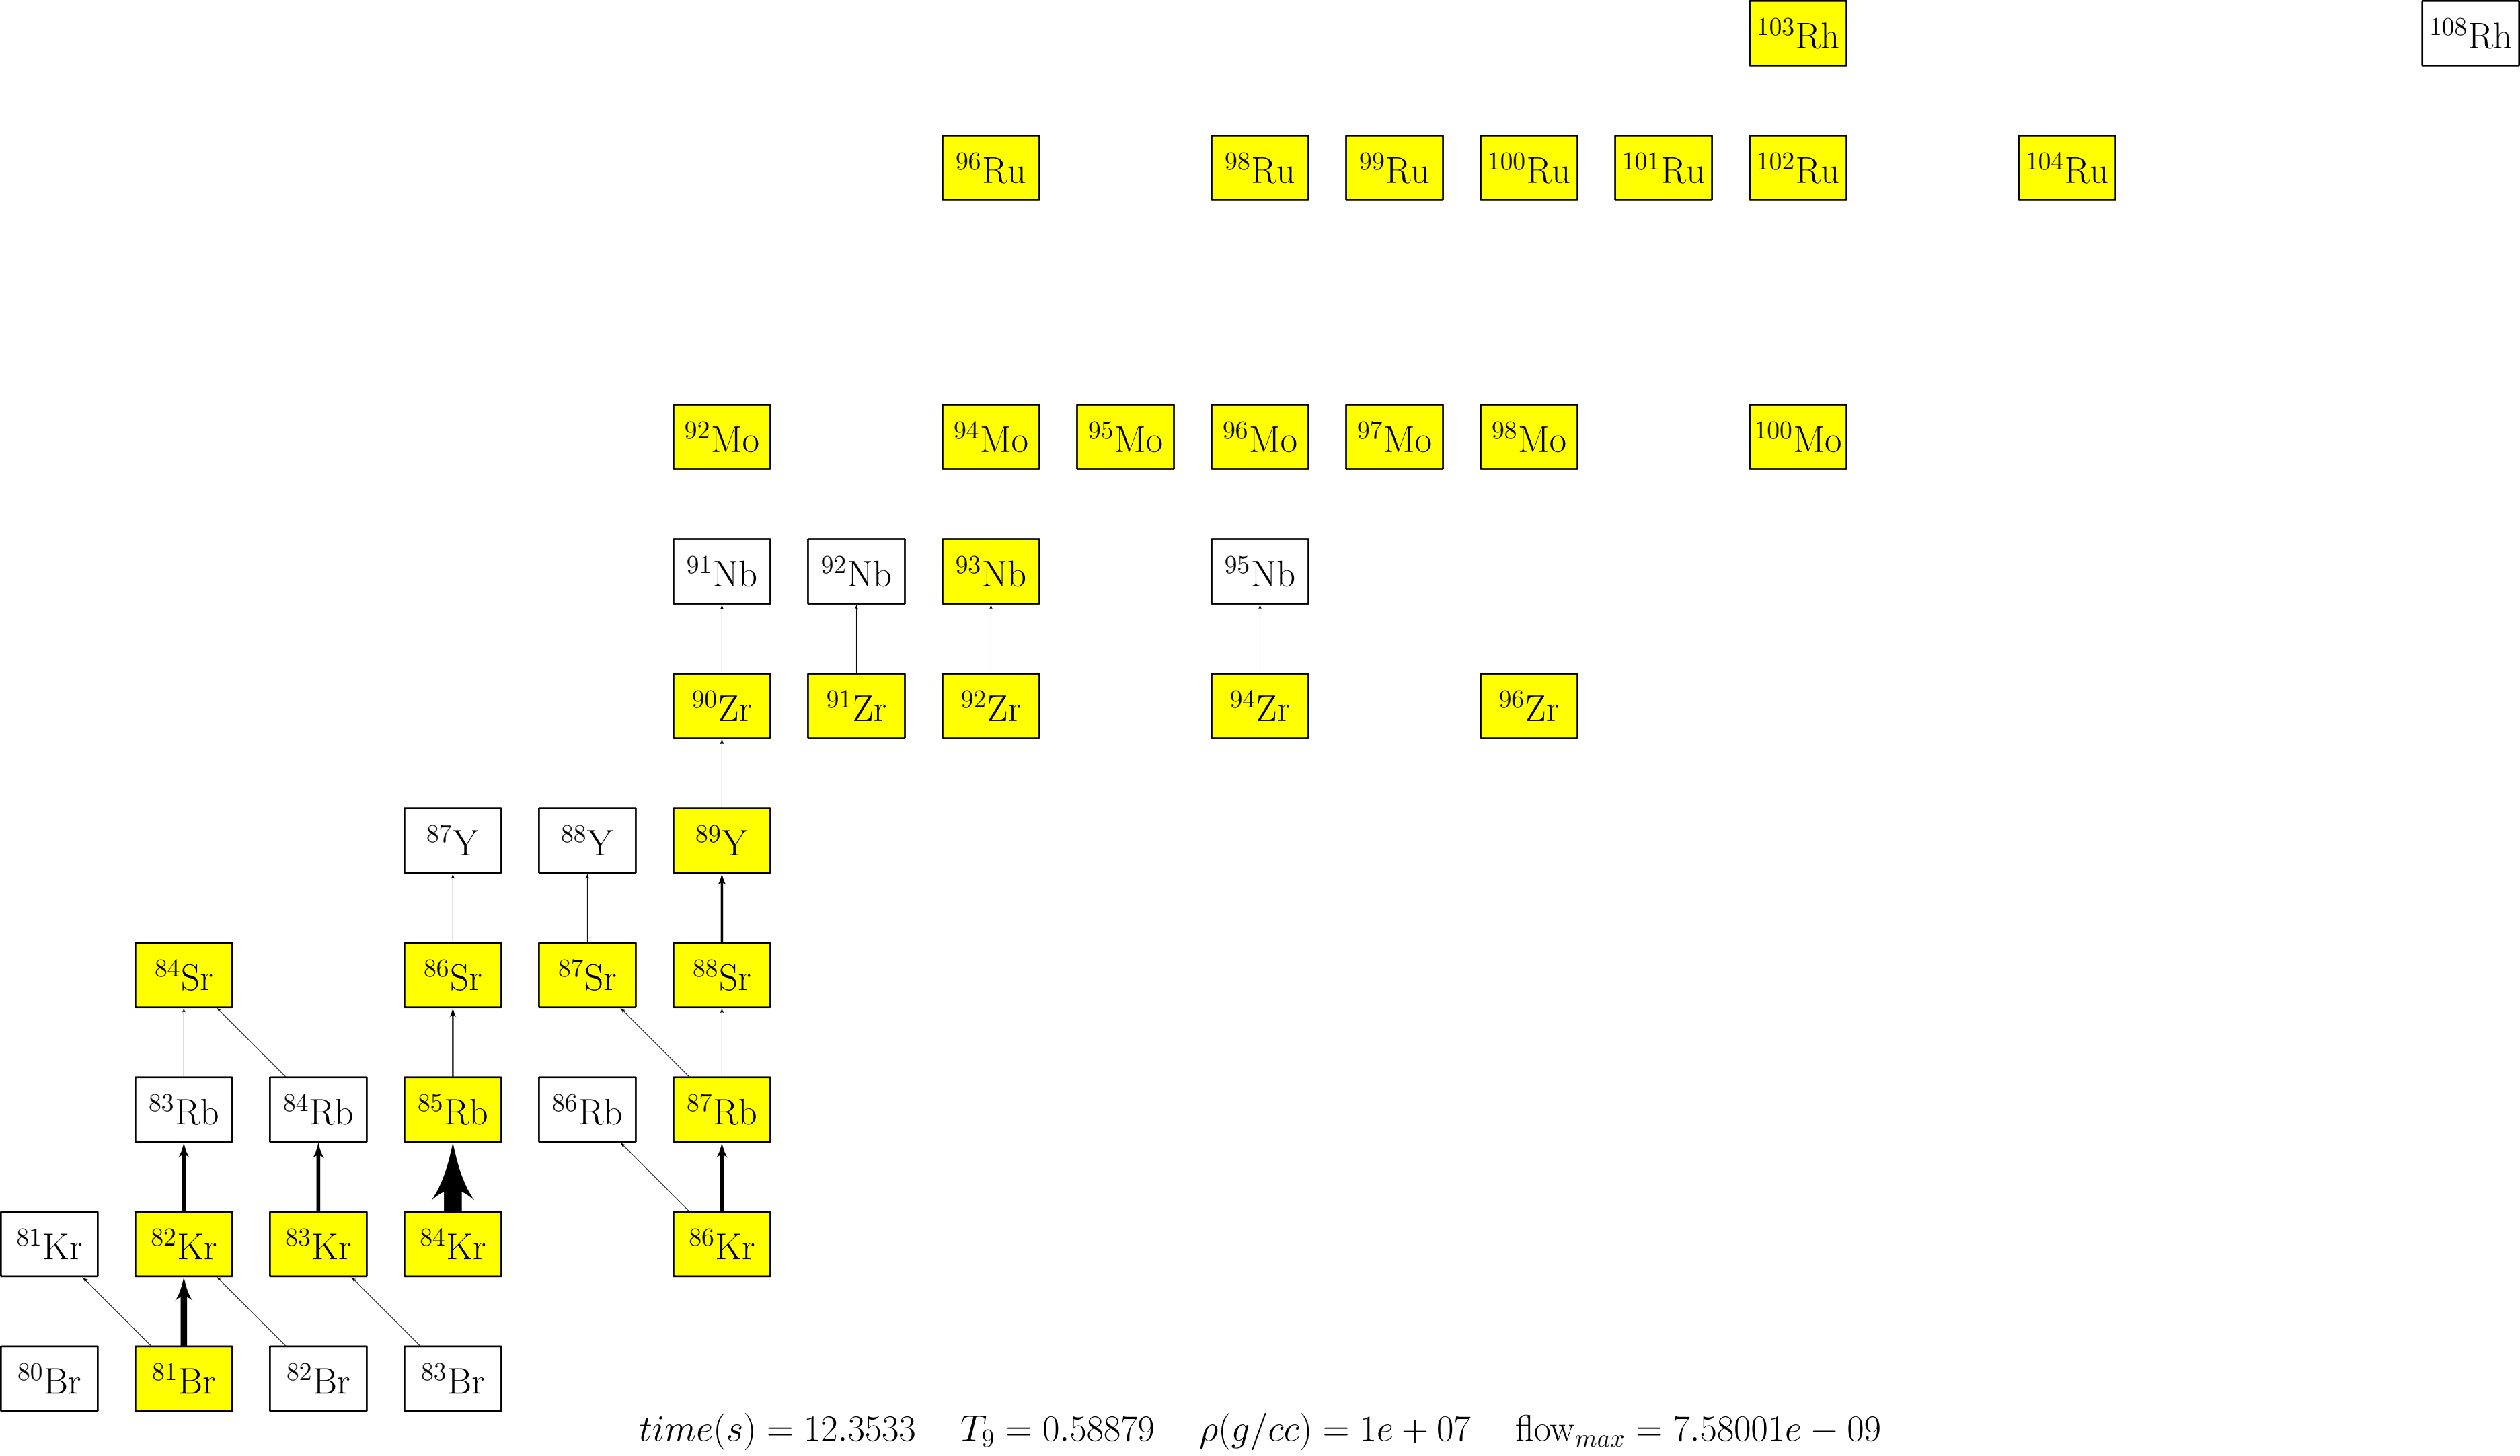 ¹⁰³Rh ¹⁰⁸Rh
⁹⁶Ru ⁹⁸Ru ⁹⁹Ru ¹⁰⁰Ru ¹⁰¹Ru ¹⁰²Ru ¹⁰⁴Ru
⁹²Mo ⁹⁴Mo ⁹⁵Mo ⁹⁶Mo ⁹⁷Mo ⁹⁸Mo ¹⁰⁰Mo
⁹¹Nb ⁹²Nb ⁹³Nb ⁹⁵Nb
⁹⁰Zr ⁹¹Zr ⁹²Zr ⁹⁴Zr ⁹⁶Zr
⁸⁷Y ⁸⁸Y ⁸⁹Y
⁸⁴Sr ⁸⁶Sr ⁸⁷Sr ⁸⁸Sr
⁸³Rb ⁸⁴Rb ⁸⁵Rb ⁸⁶Rb ⁸⁷Rb
⁸¹Kr ⁸²Kr ⁸³Kr ⁸⁴Kr ⁸⁶Kr
⁸⁰Br ⁸¹Br ⁸²Br ⁸³Br
time(s) = 12.3533 T₉ = 0.58879 ρ(g/cc) = 1e + 07 flowₘₐₓ = 7.58001e − 09